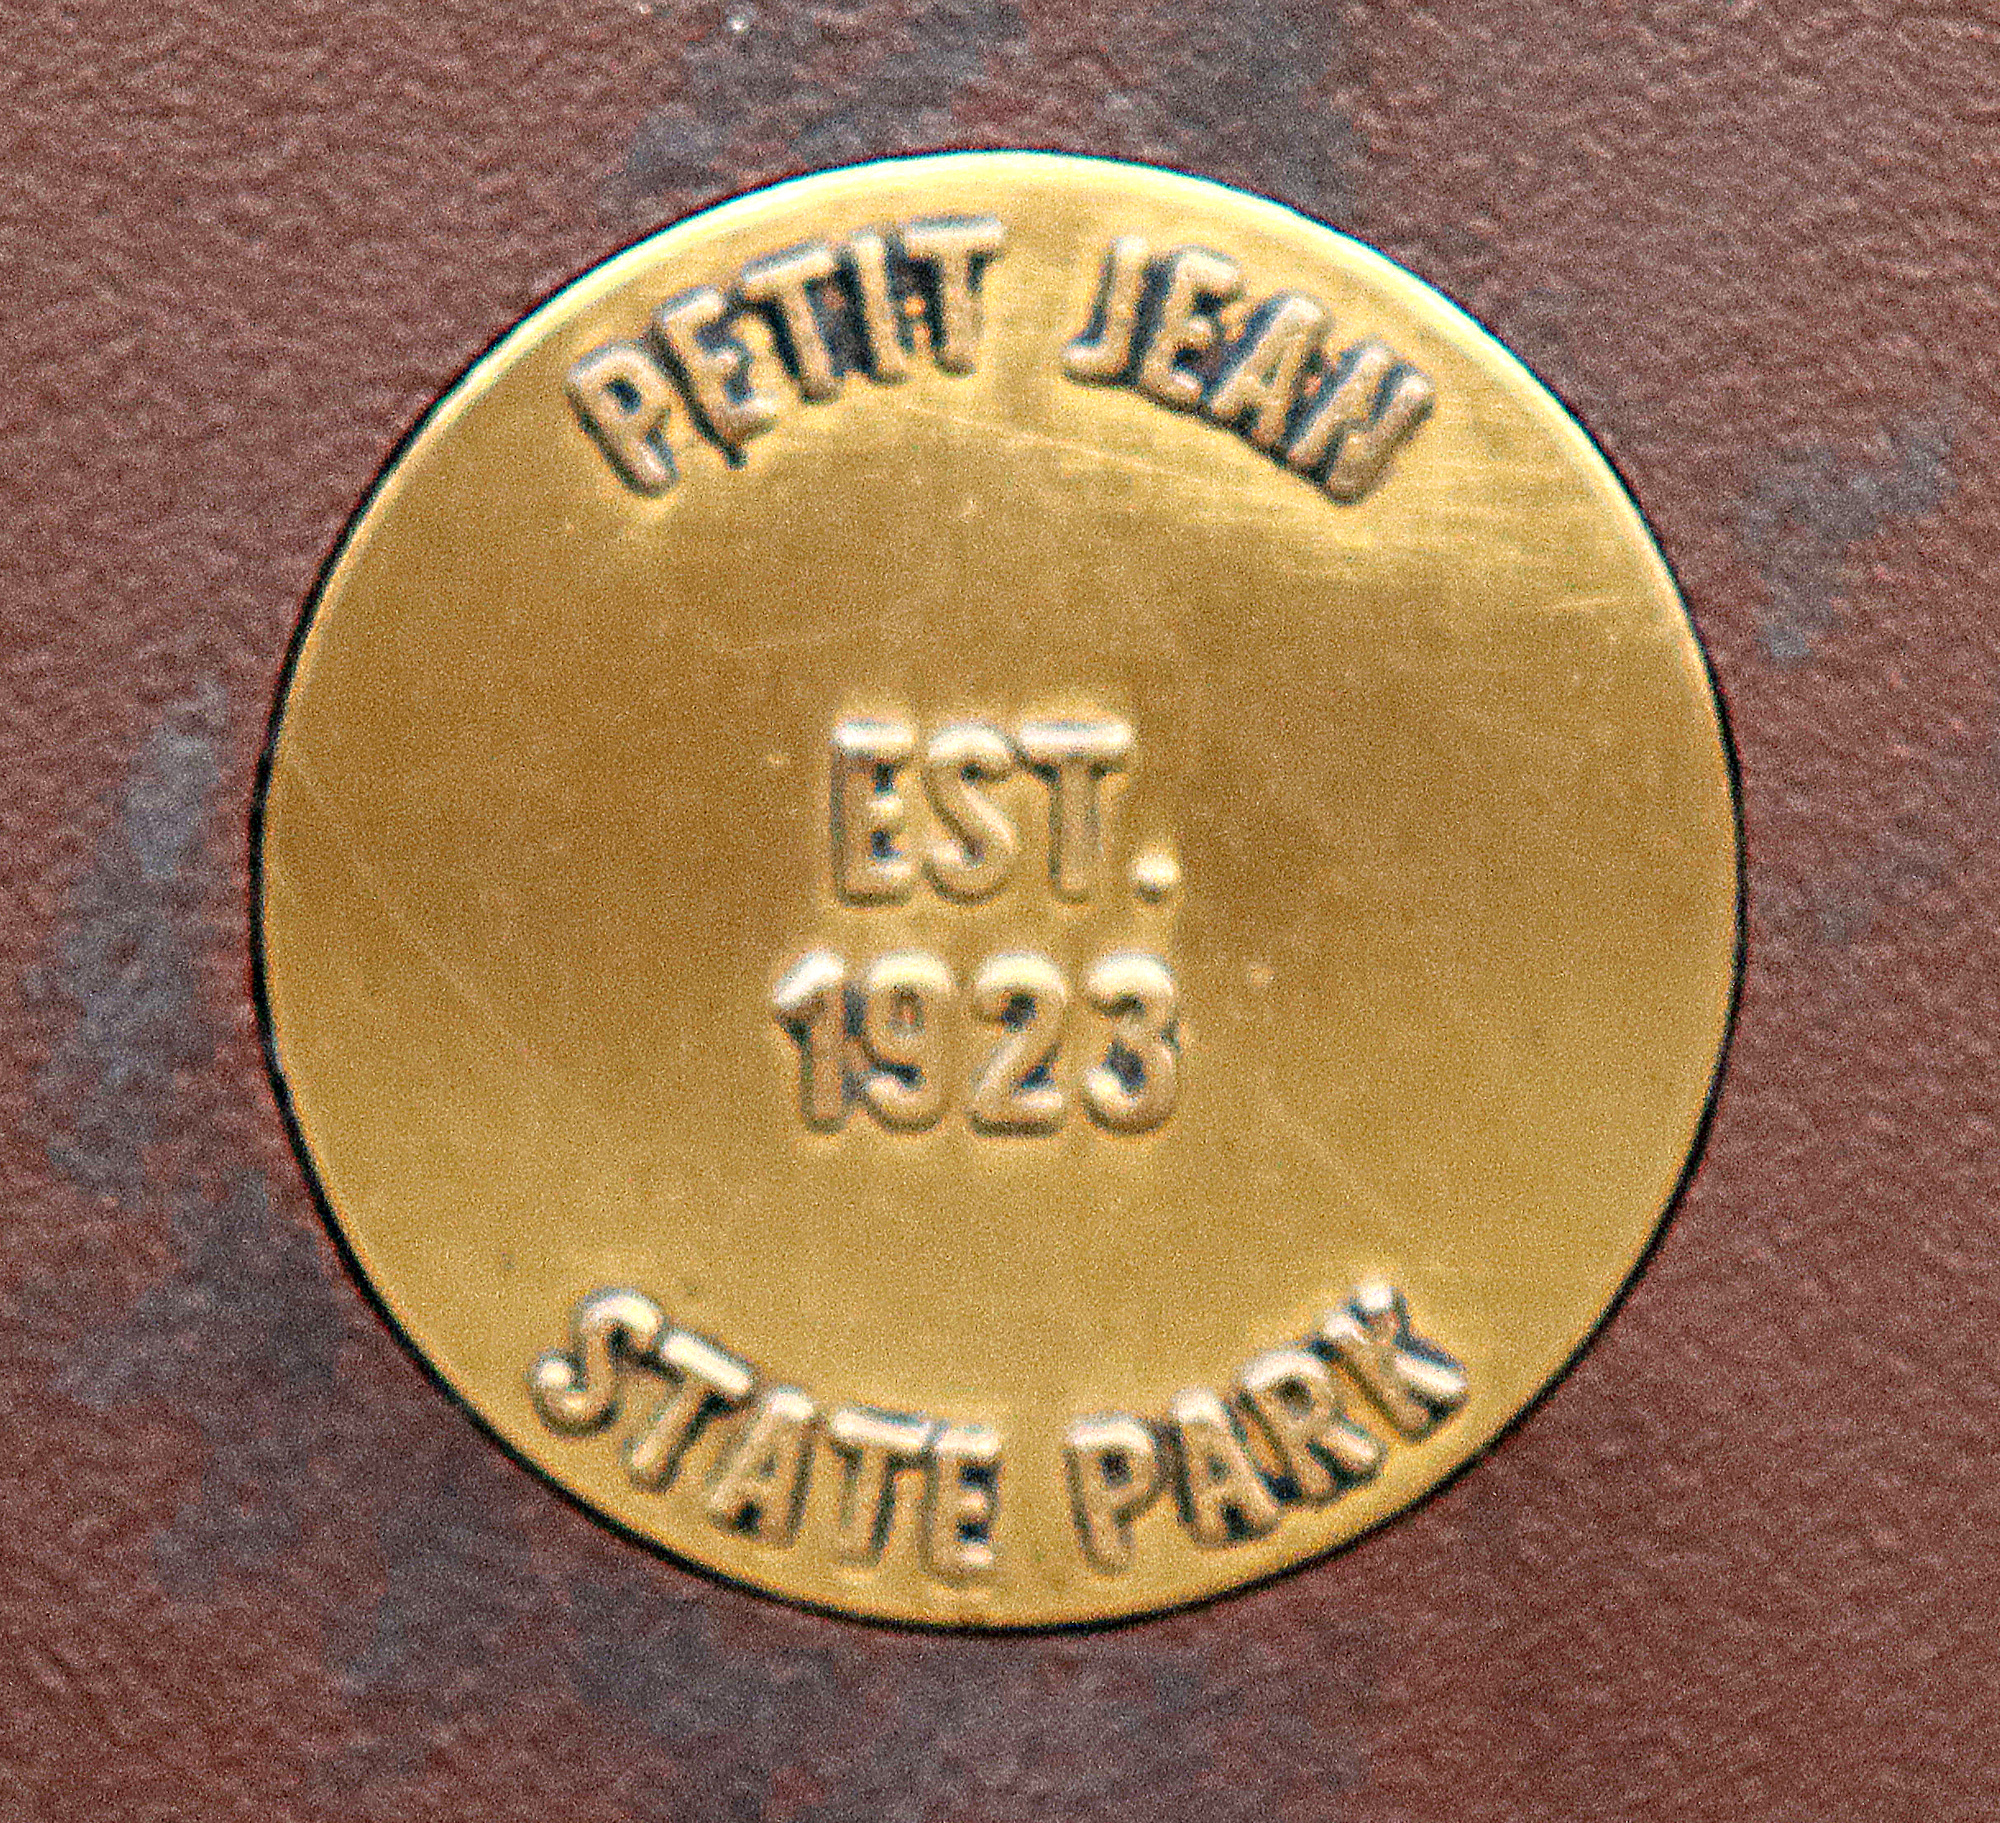 PETIT JEAN
EST.
1923
STATE PARK